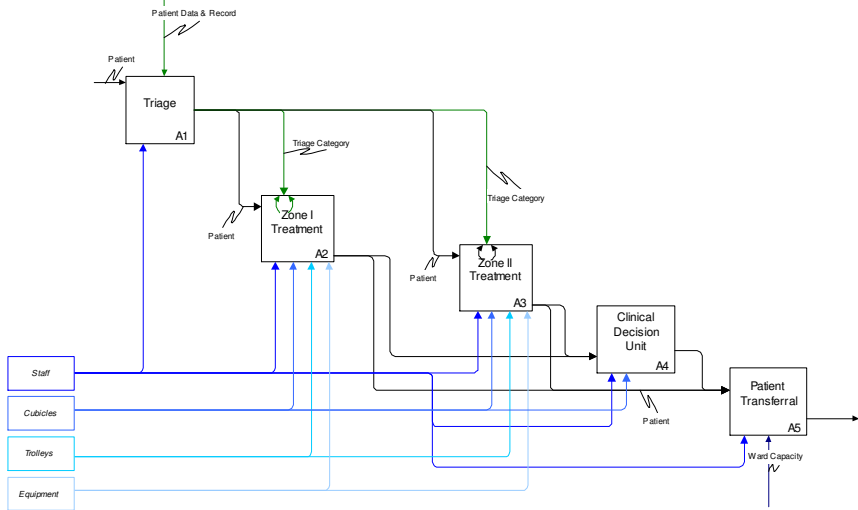 Patient Data & Record
Patient
Triage
A1
Triage Category
Triage Category
Patient
Zone I
Treatment
A2
Patient
Zone II
Treatment
A3
Clinical
Decision
Unit
A4
Staff
Cubicles
Trolleys
Equipment
Patient
Patient
Transferral
A5
Ward Capacity